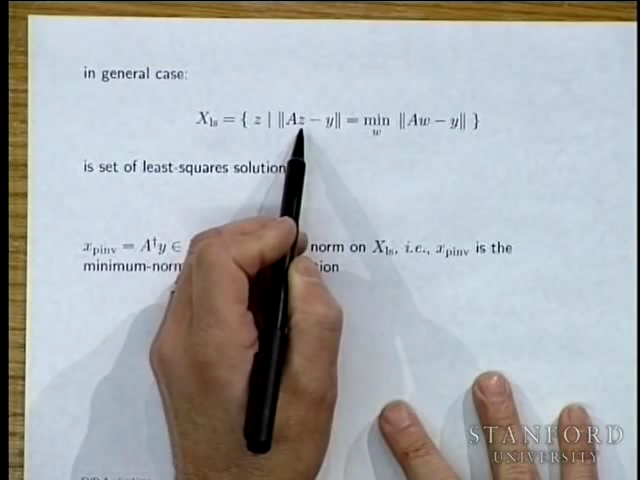 in general case:
X_ls = { z | ‖Az − y‖ = min_w ‖Aw − y‖ }
is set of least-squares solution
x_pinv = A†y ∈ norm on X_ls, i.e., x_pinv is the
minimum-norm
STANFORD
UNIVERSITY